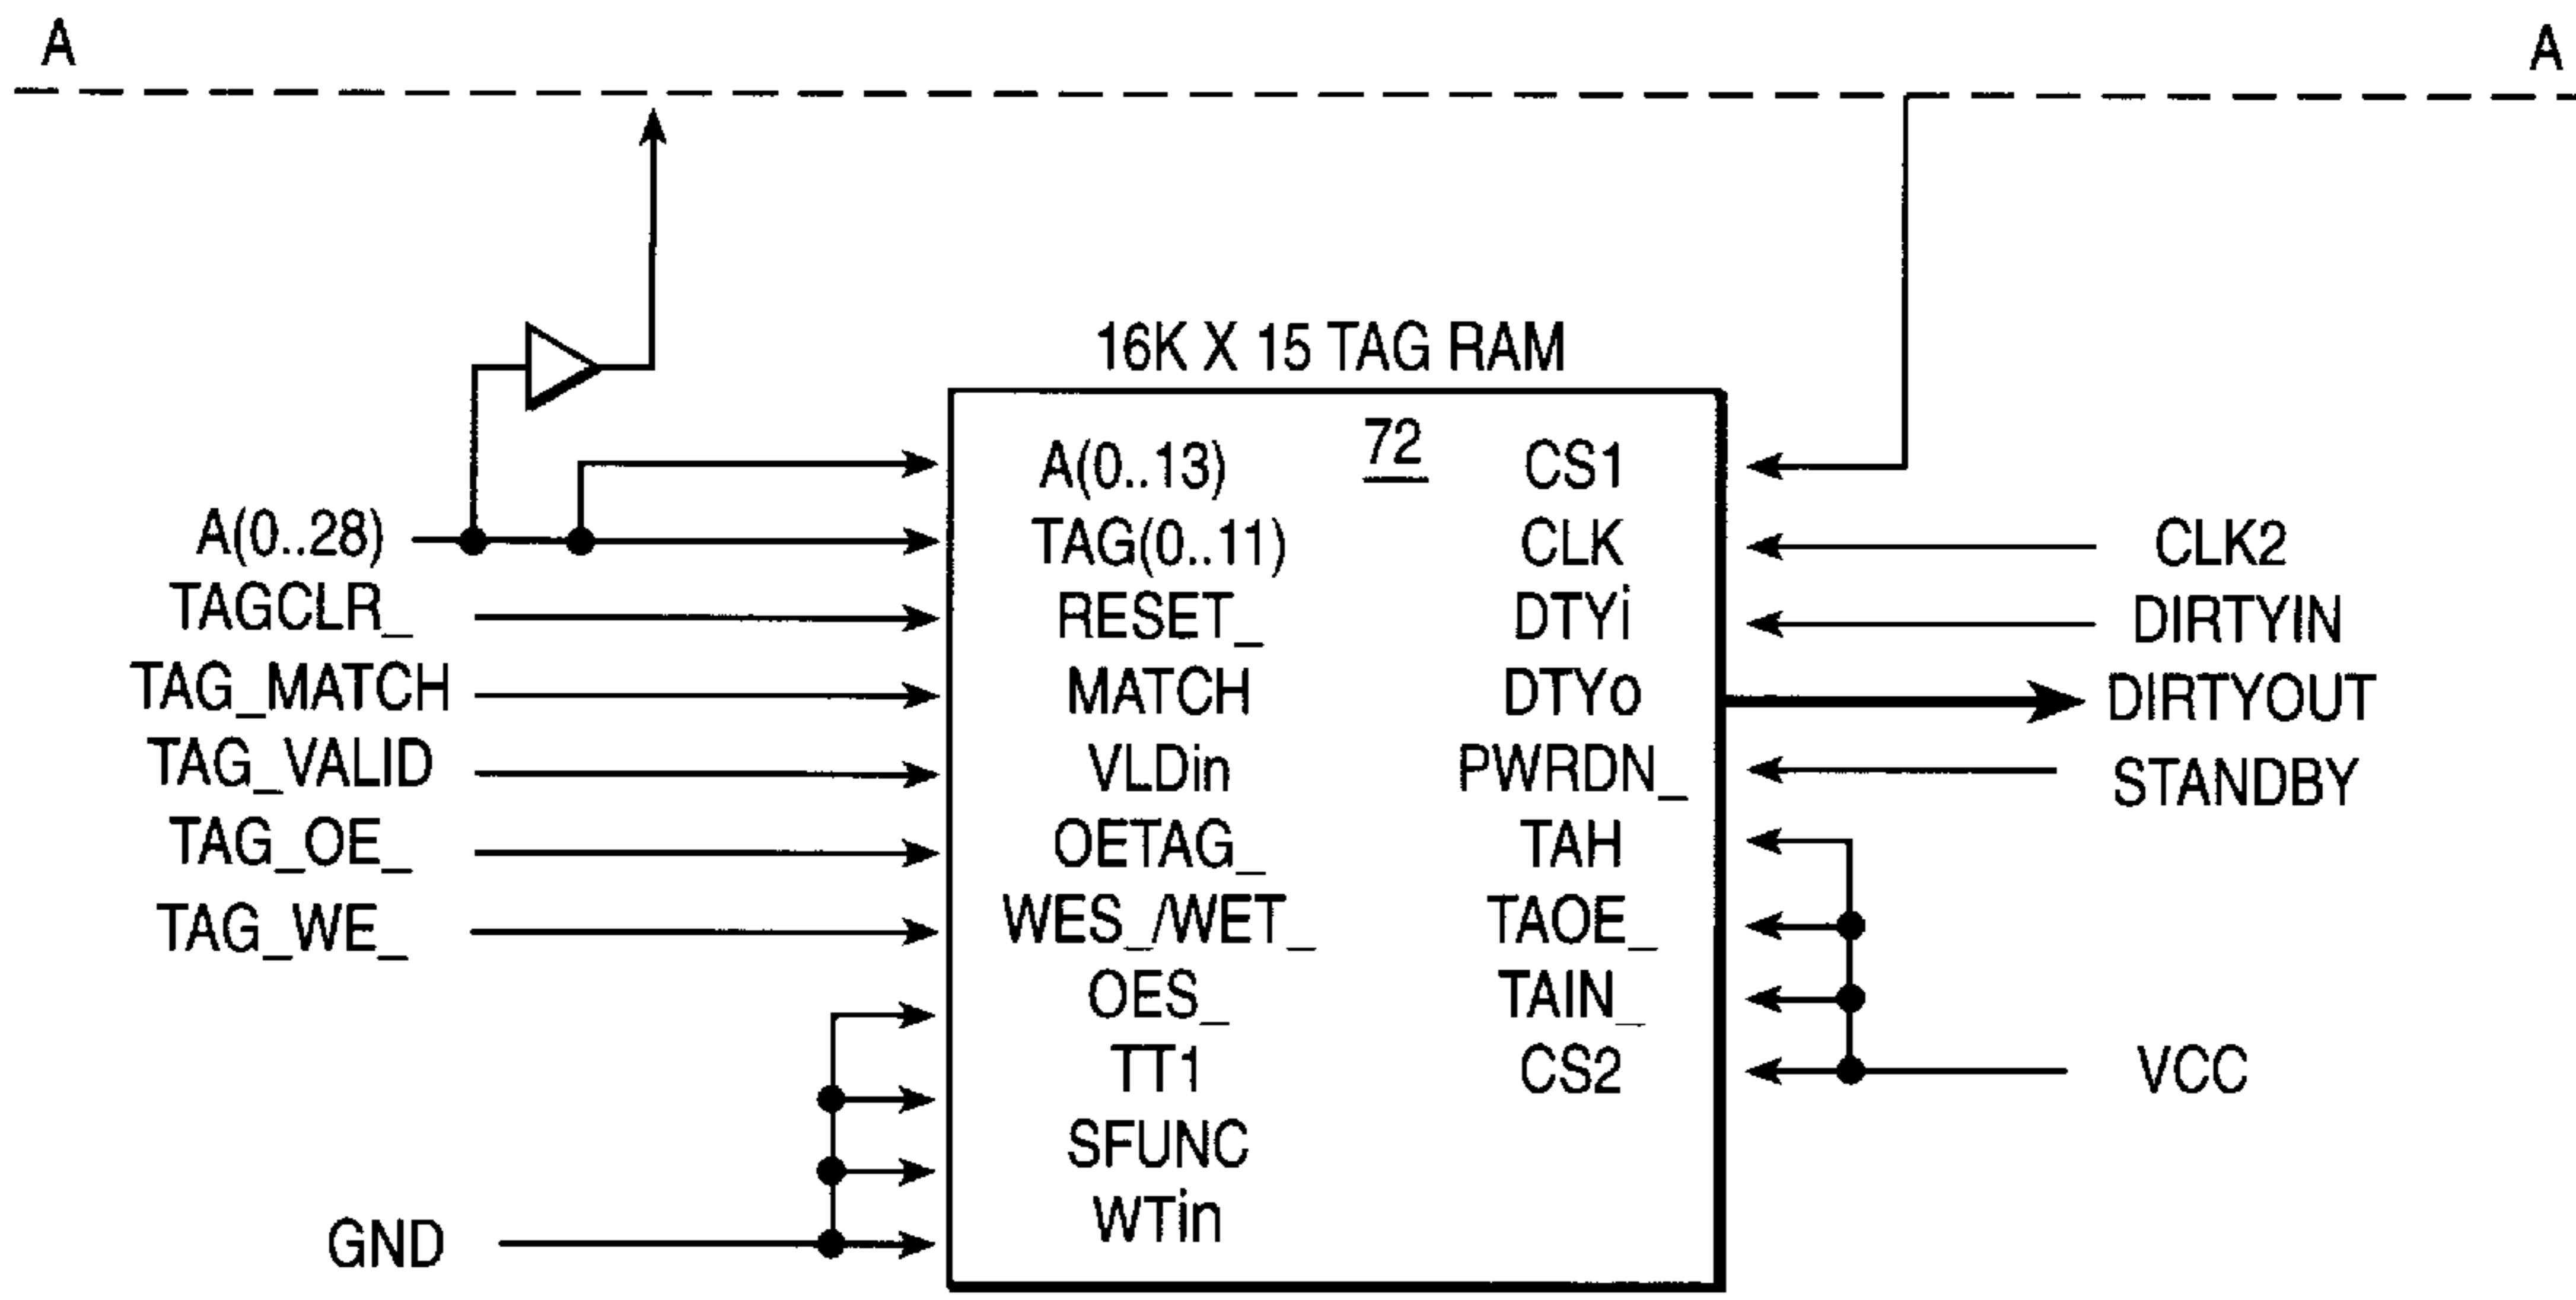 A A
16K X 15 TAG RAM
72
A(0..13) CS1
A(0..28) TAG(0..11) CLK CLK2
TAGCLR_ RESET_ DTYi DIRTYIN
TAG_MATCH MATCH DTYo DIRTYOUT
TAG_VALID VLDin PWRDN_ STANDBY
TAG_OE_ OETAG_ TAH
TAG_WE_ WES_/WET_ TAOE_
OES_ TAIN_
TT1 CS2 VCC
SFUNC
WTin
GND